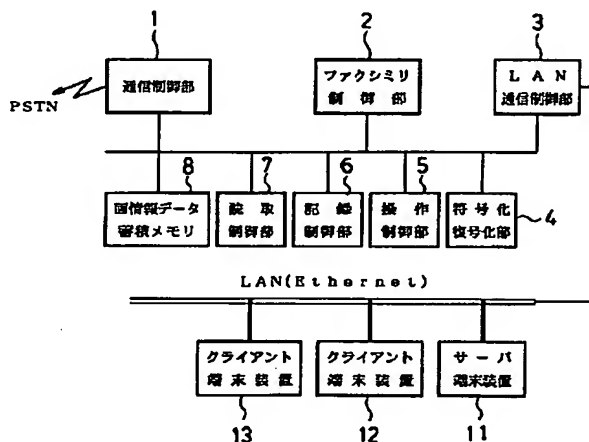 1
2
3
通信制御部
ファクシミリ
制御部
LAN
通信制御部
PSTN
8
7
6
5
画情報データ
蓄積メモリ
読取
制御部
記録
制御部
操作
制御部
符号化
復号化部
4
LAN(Ethernet)
クライアント
端末装置
クライアント
端末装置
サーバ
端末装置
13
12
11